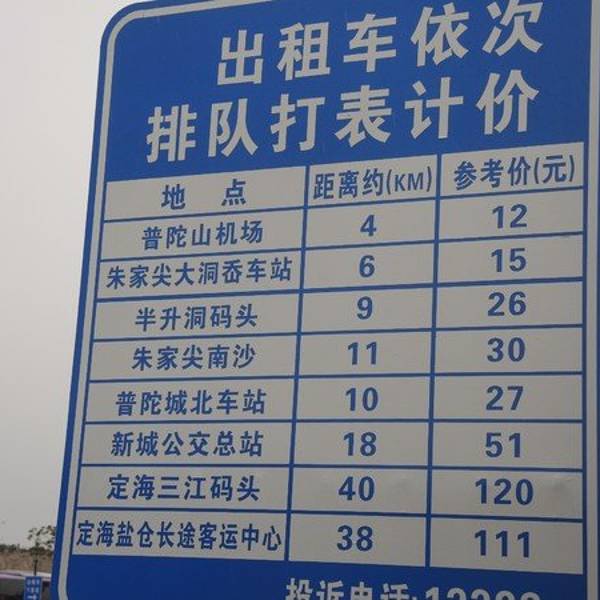 出租车依次
排队打表计价
地 点 距离约(KM) 参考价(元)
普陀山机场 4 12
朱家尖大洞岙车站 6 15
半升洞码头 9 26
朱家尖南沙 11 30
普陀城北车站 10 27
新城公交总站 18 51
定海三江码头 40 120
定海盐仓长途客运中心 38 111
投诉电话: